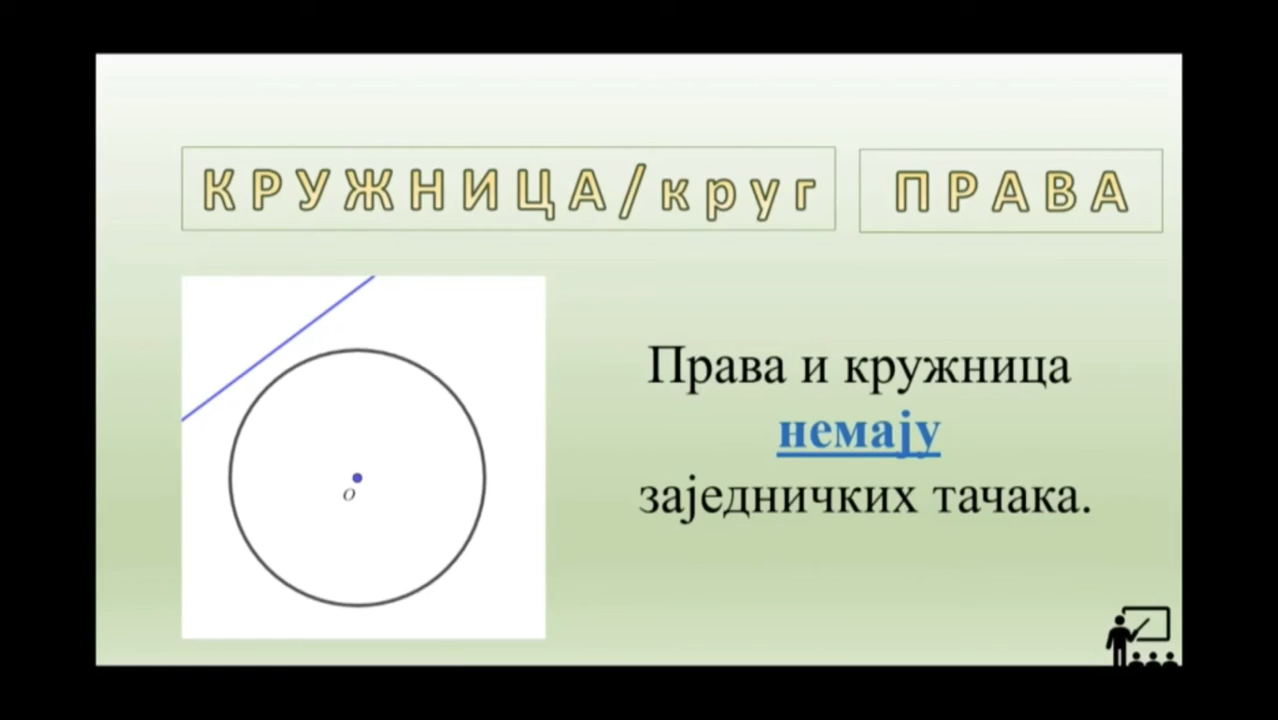 КРУЖНИЦА/круг
ПРАВА
Права и кружница
немају
заједничких тачака.
O